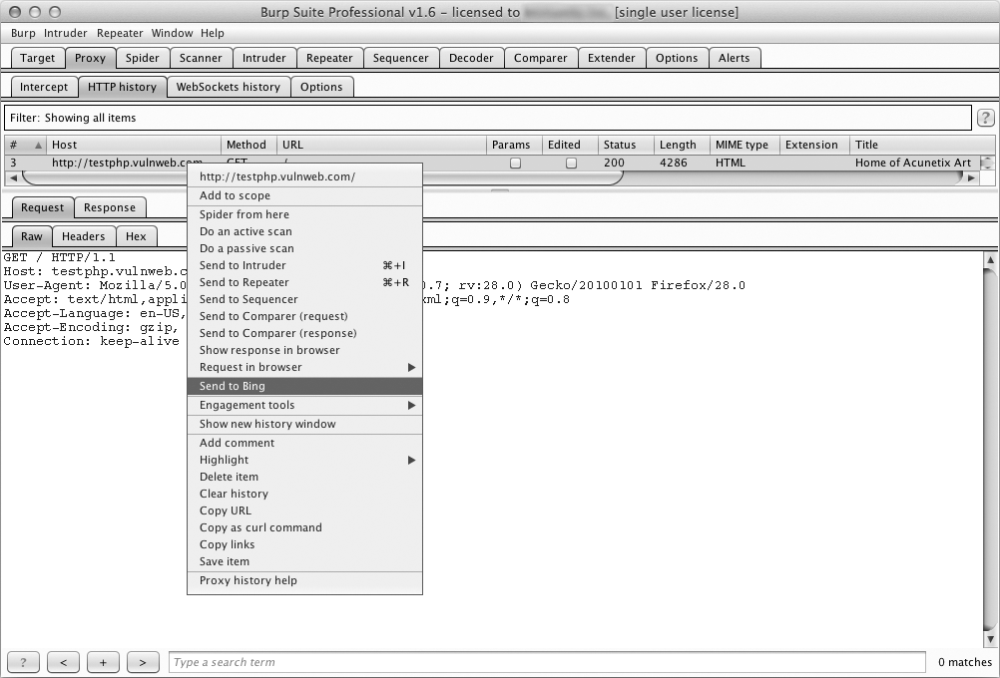 Burp Suite Professional v1.6 - licensed to [single user license]
Burp Intruder Repeater Window Help
Target Proxy Spider Scanner Intruder Repeater Sequencer Decoder Comparer Extender Options Alerts
Intercept HTTP history WebSockets history Options
Filter: Showing all items ?
# Host Method URL Params Edited Status Length MIME type Extension Title
3 http://testphp.vulnweb.com GET / 200 4286 HTML Home of Acunetix Art
http://testphp.vulnweb.com/
Add to scope
Spider from here
Do an active scan
Do a passive scan
Send to Intruder ⌘+I
Send to Repeater ⌘+R
Send to Sequencer
Send to Comparer (request)
Send to Comparer (response)
Show response in browser
Request in browser
Send to Bing
Engagement tools
Show new history window
Add comment
Highlight
Delete item
Clear history
Copy URL
Copy as curl command
Copy links
Save item
Proxy history help
Request Response
Raw Headers Hex
GET / HTTP/1.1
Host: testphp.vulnweb.c
User-Agent: Mozilla/5.0 0.7; rv:28.0) Gecko/20100101 Firefox/28.0
Accept: text/html,appli xml;q=0.9,*/*;q=0.8
Accept-Language: en-US,
Accept-Encoding: gzip,
Connection: keep-alive
? < + > Type a search term 0 matches